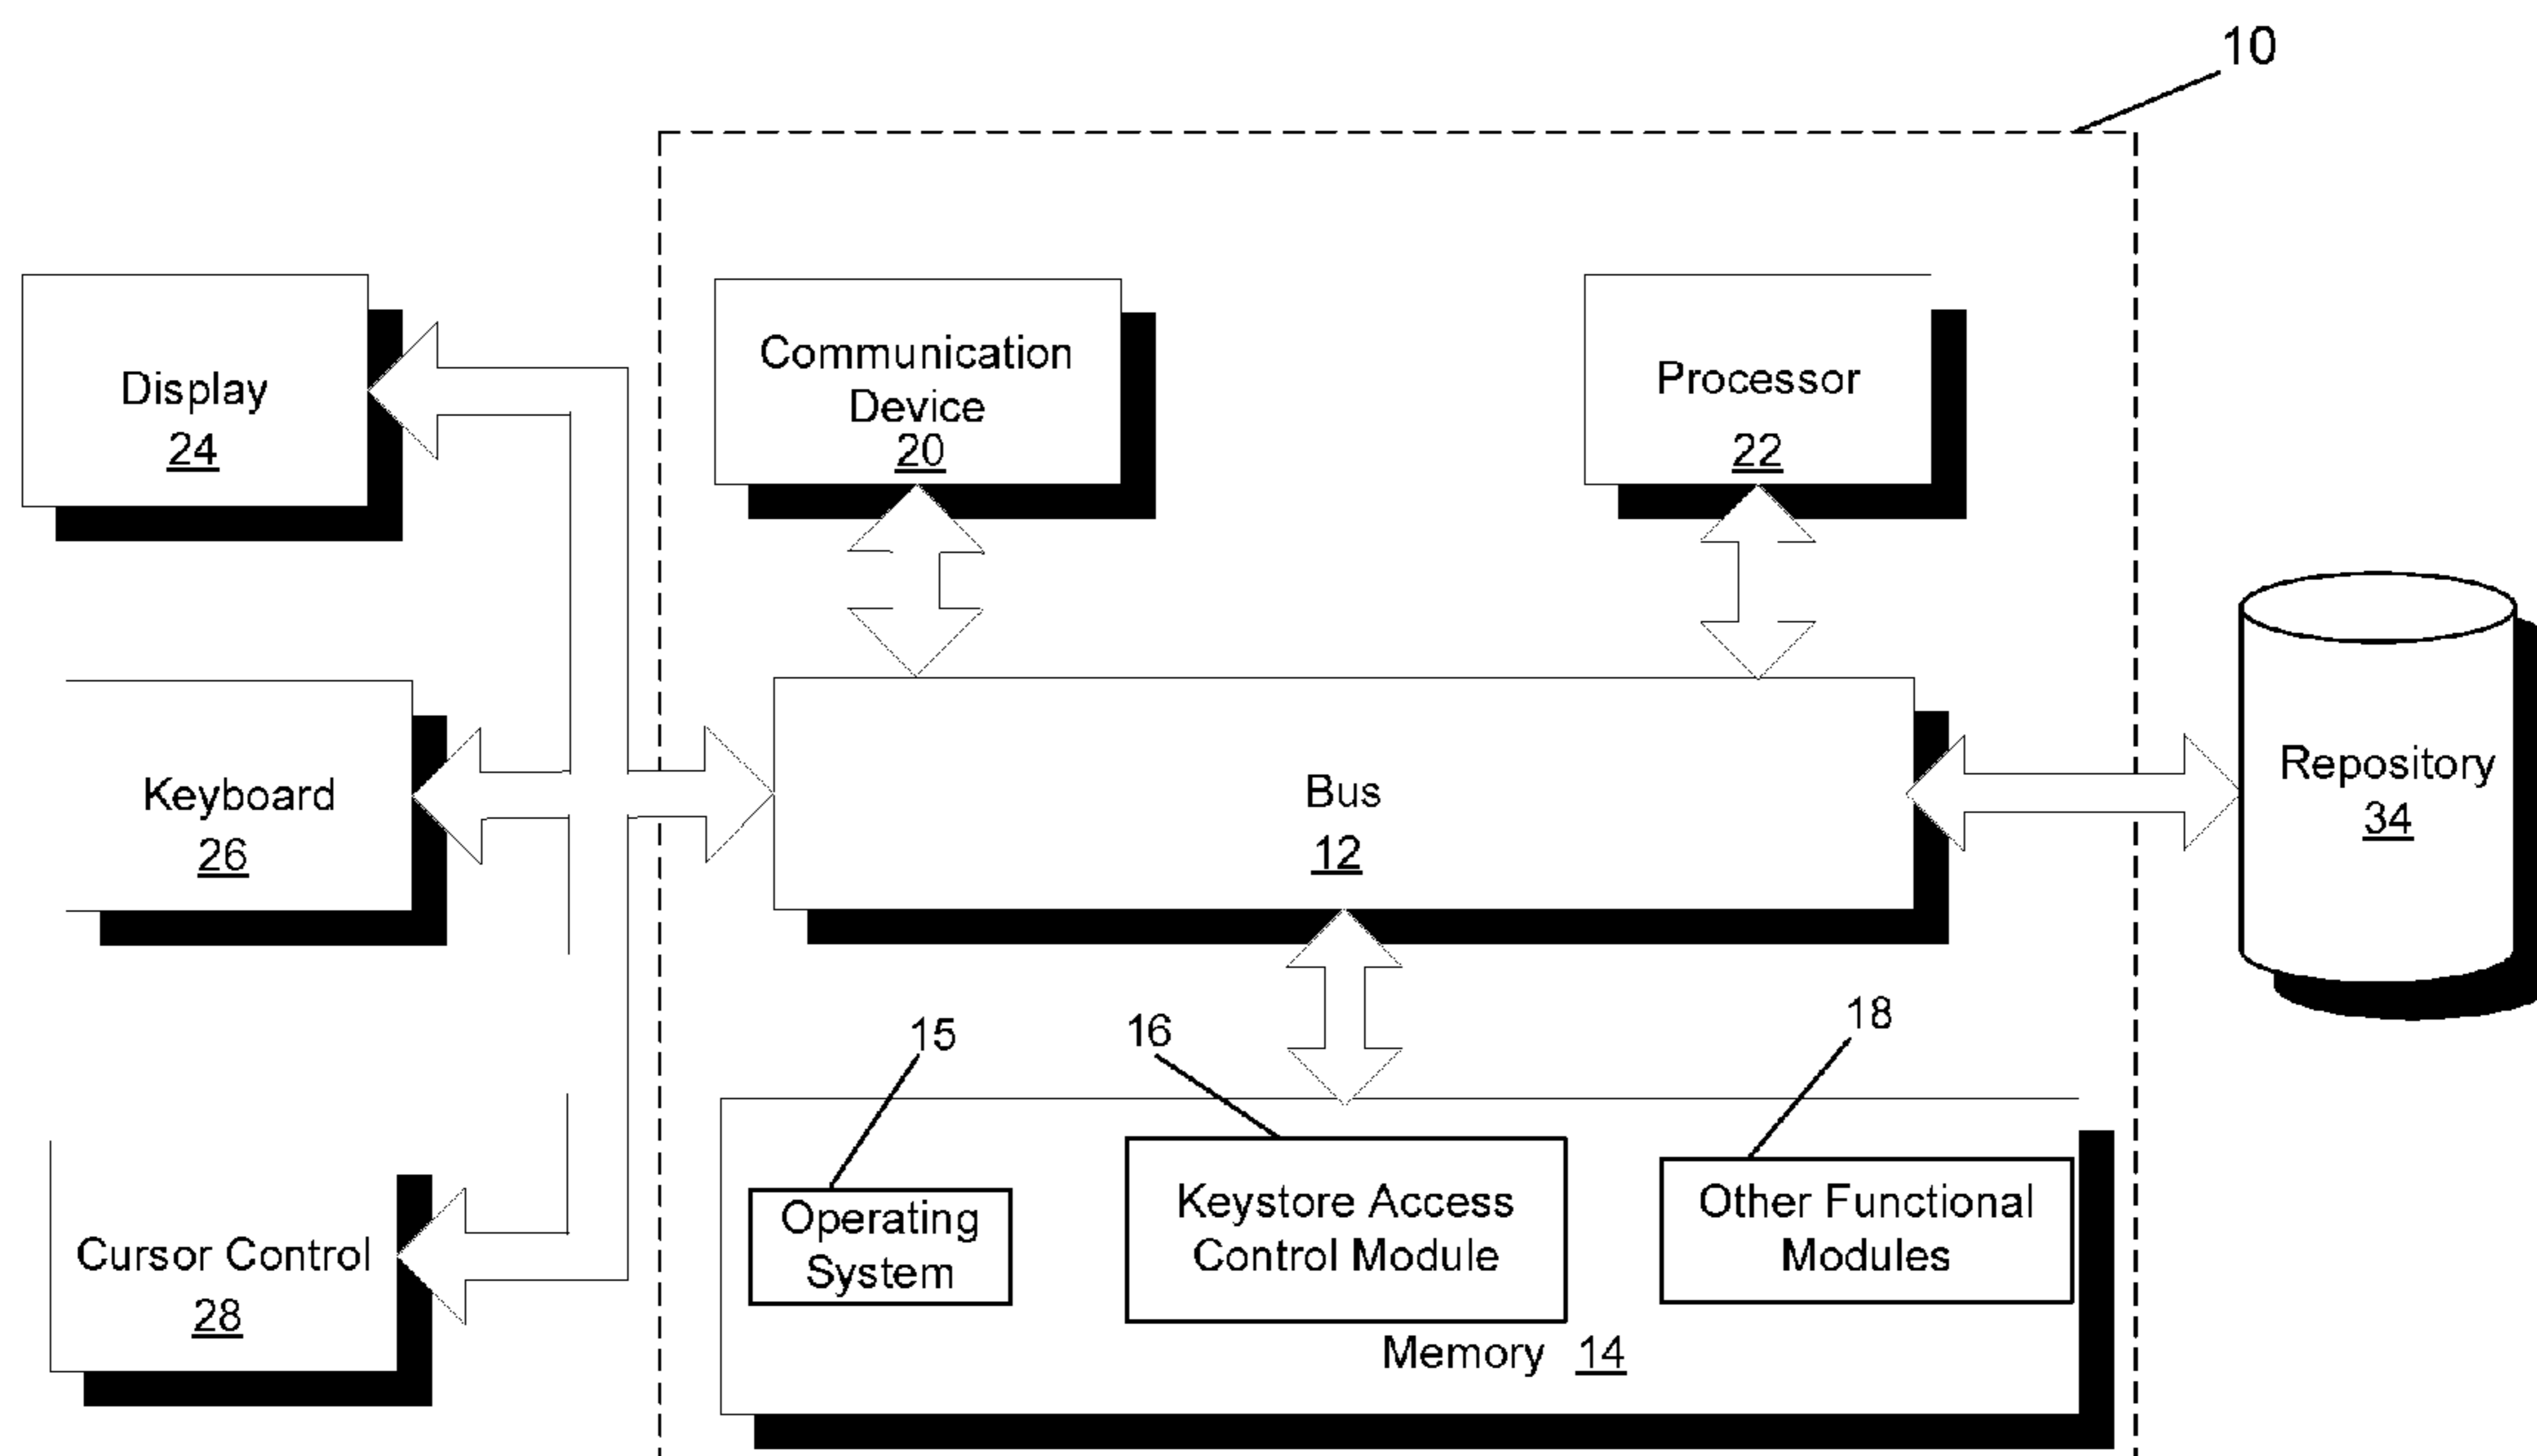 10
Display
24
Communication
Device
20
Processor
22
Keyboard
26
Bus
12
Repository
34
15
16
18
Operating
System
Keystore Access
Control Module
Other Functional
Modules
Cursor Control
28
Memory 14